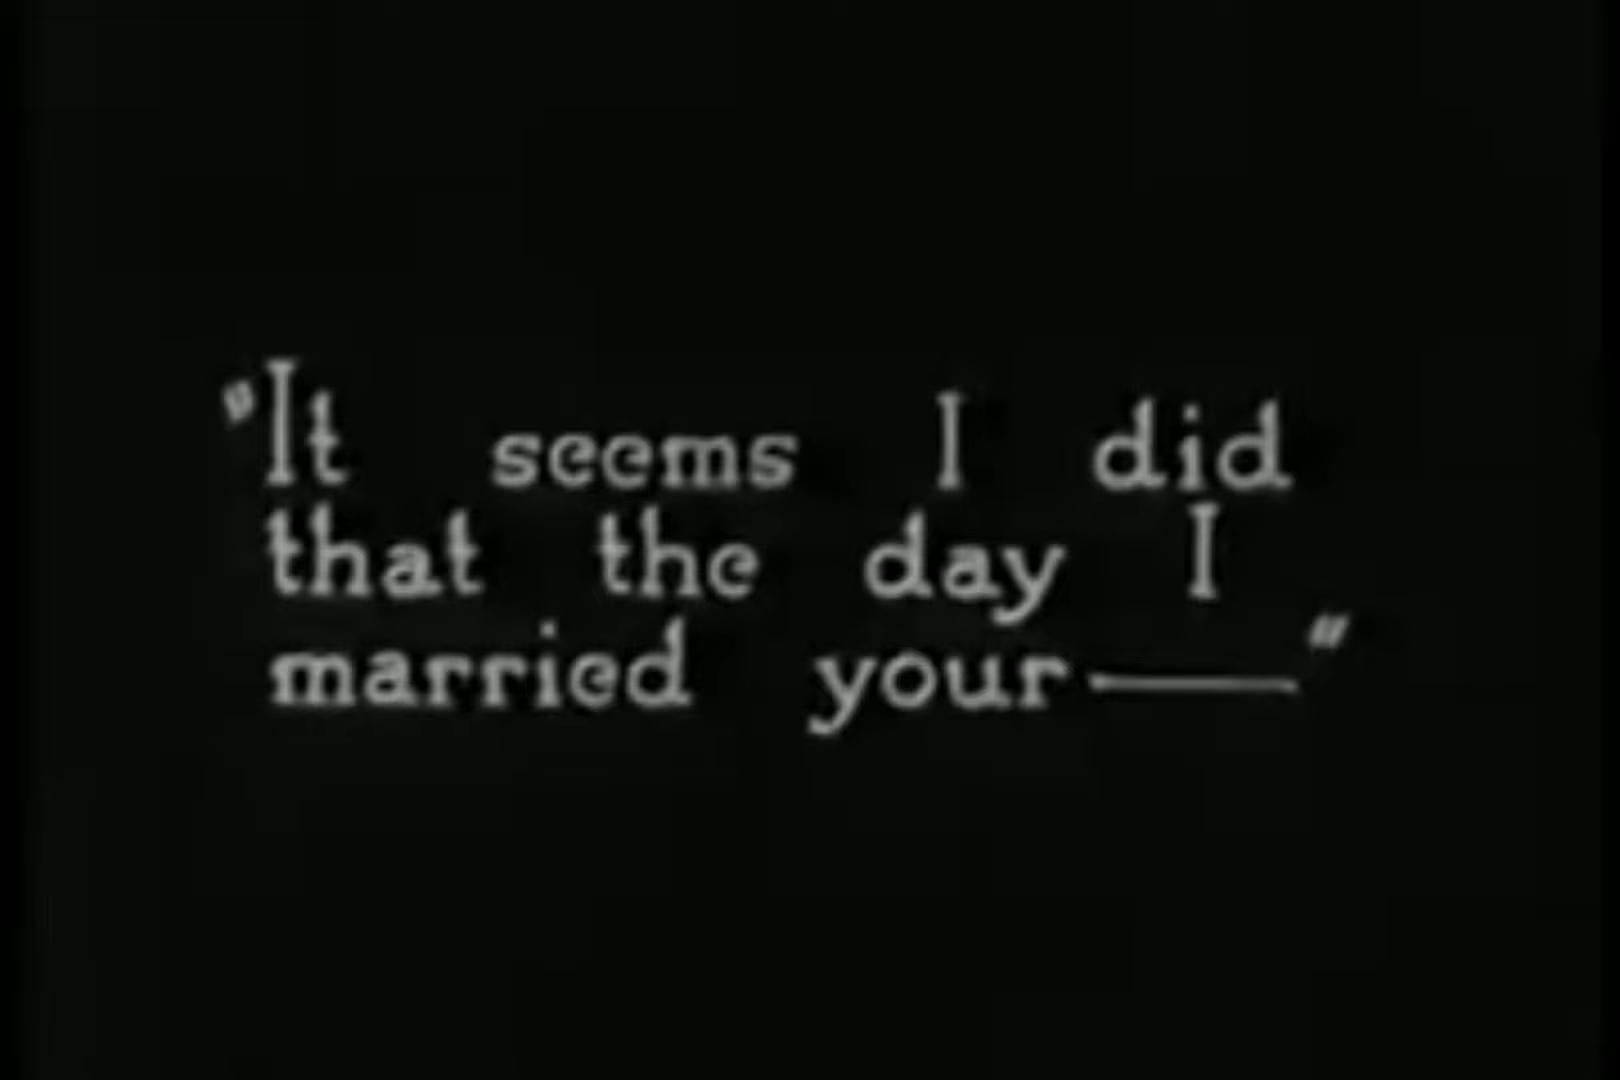 "It seems I did
that the day I
married your——"